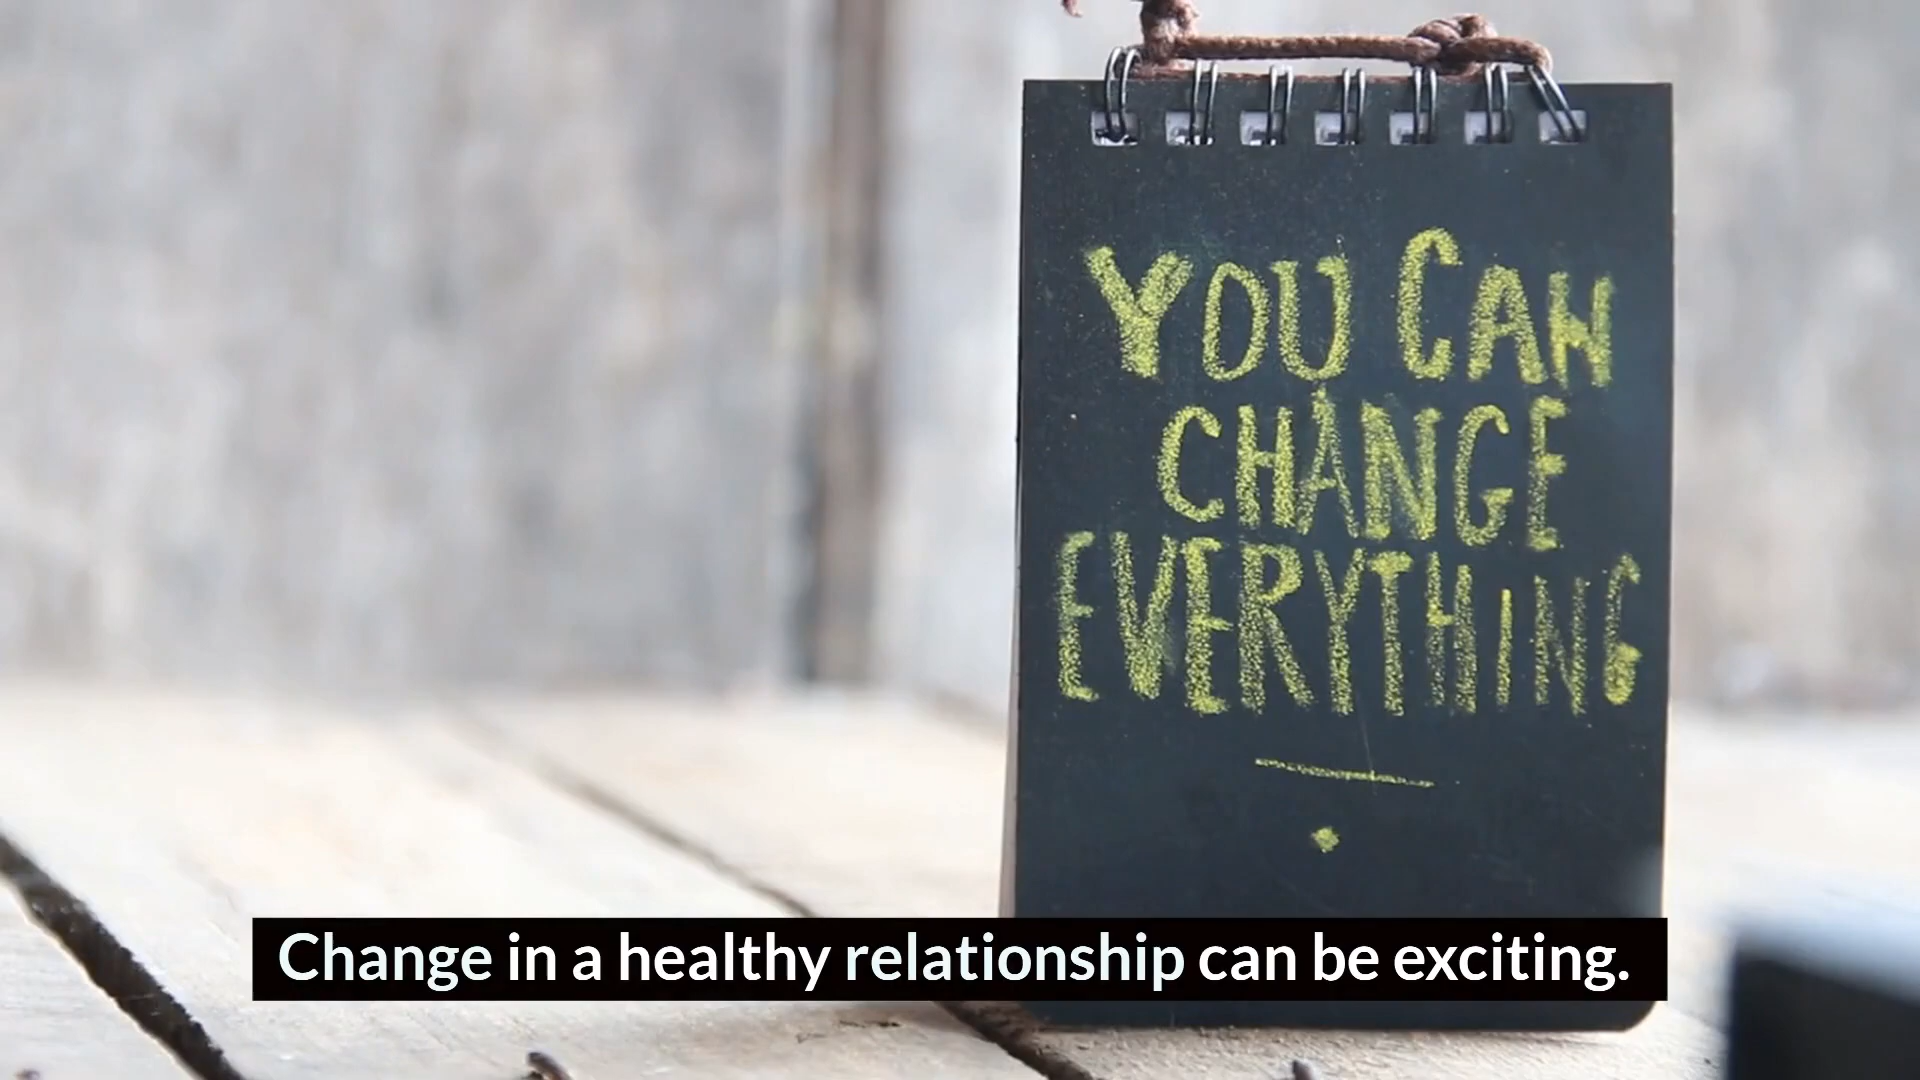 YOU CAN
CHANGE
EVERYTHING
Change in a healthy relationship can be exciting.